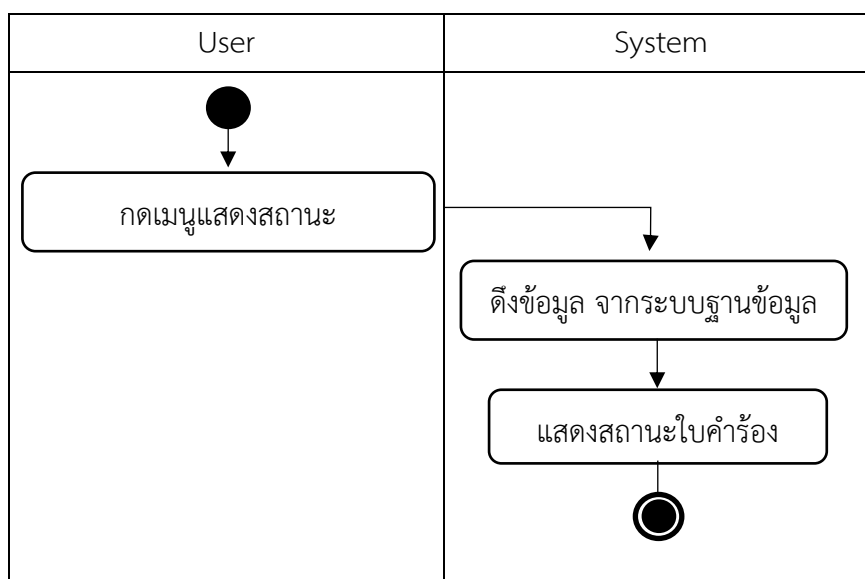 User
System
กดเมนูแสดงสถานะ
ดึงข้อมูล จากระบบฐานข้อมูล
แสดงสถานะใบคำร้อง